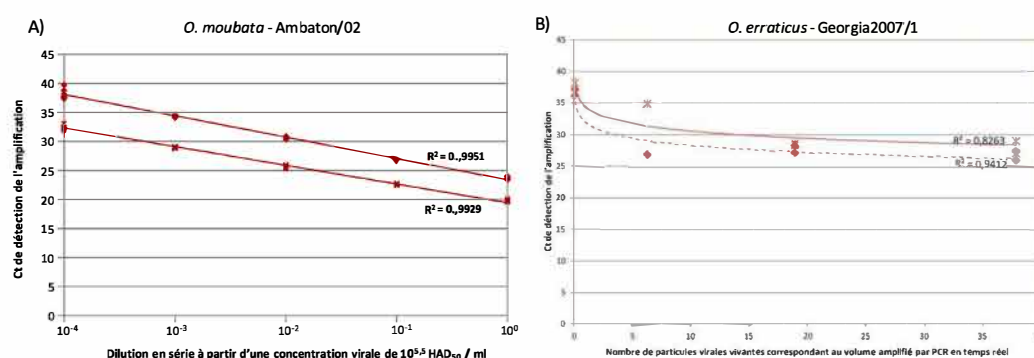 A)
O. moubata - Ambaton/02
45
40
35
30
25
20
15
10
5
0
R² = 0.,9951
R² = 0.,9929
10⁻⁴
10⁻³
10⁻²
10⁻¹
10⁰
Ct de détection de l'amplification
Dilution en série à partir d'une concentration virale de 10⁵,⁵ HAD₅₀ / ml
B)
O. erraticus - Georgia2007/1
45
40
35
30
25
20
15
10
5
0
R² = 0,8263
R² = 0,9412
0
5
10
15
20
25
30
35
Ct de détection de l'amplification
Nombre de particules virales vivantes correspondant au volume amplifié par PCR en temps réel